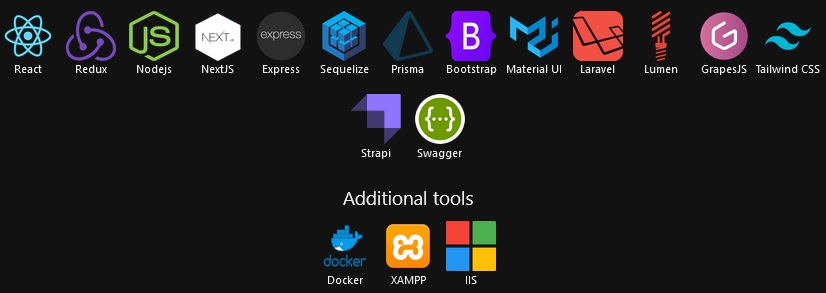 JS NEXT.JS express B
React Redux Nodejs NextJS Express Sequelize Prisma Bootstrap Material UI Laravel Lumen GrapesJS Tailwind CSS
Strapi Swagger
Additional tools
docker
Docker XAMPP IIS